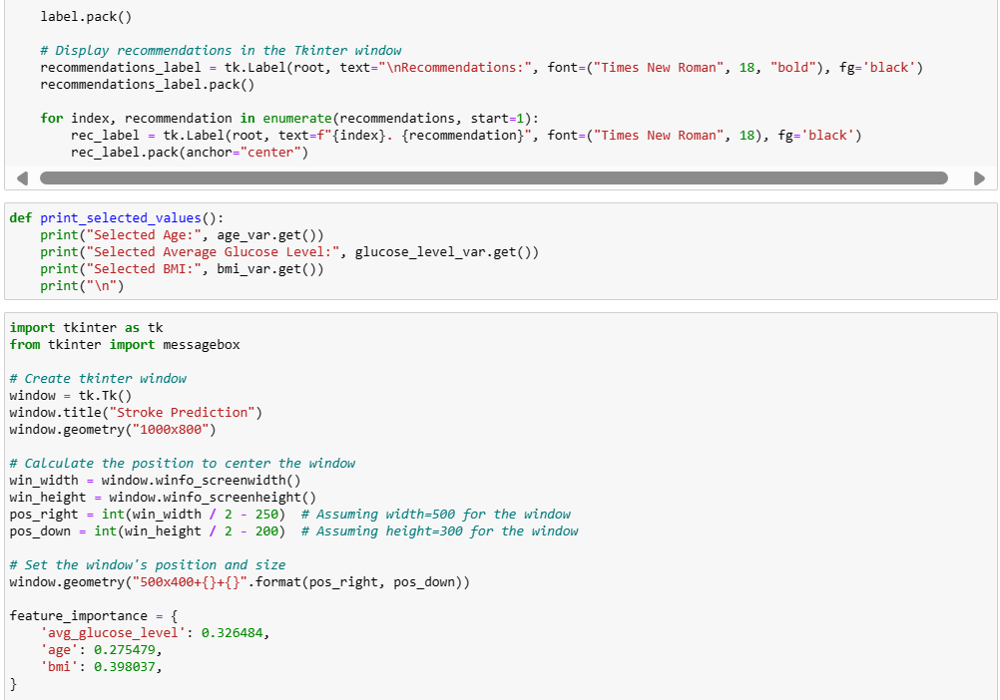 label.pack()

    # Display recommendations in the Tkinter window
    recommendations_label = tk.Label(root, text="\nRecommendations:", font=("Times New Roman", 18, "bold"), fg='black')
    recommendations_label.pack()

    for index, recommendation in enumerate(recommendations, start=1):
        rec_label = tk.Label(root, text=f"{index}. {recommendation}", font=("Times New Roman", 18), fg='black')
        rec_label.pack(anchor="center")

def print_selected_values():
    print("Selected Age:", age_var.get())
    print("Selected Average Glucose Level:", glucose_level_var.get())
    print("Selected BMI:", bmi_var.get())
    print("\n")

import tkinter as tk
from tkinter import messagebox

# Create tkinter window
window = tk.Tk()
window.title("Stroke Prediction")
window.geometry("1000x800")

# Calculate the position to center the window
win_width = window.winfo_screenwidth()
win_height = window.winfo_screenheight()
pos_right = int(win_width / 2 - 250)  # Assuming width=500 for the window
pos_down = int(win_height / 2 - 200)  # Assuming height=300 for the window

# Set the window's position and size
window.geometry("500x400+{}+{}".format(pos_right, pos_down))

feature_importance = {
    'avg_glucose_level': 0.326484,
    'age': 0.275479,
    'bmi': 0.398037,
}